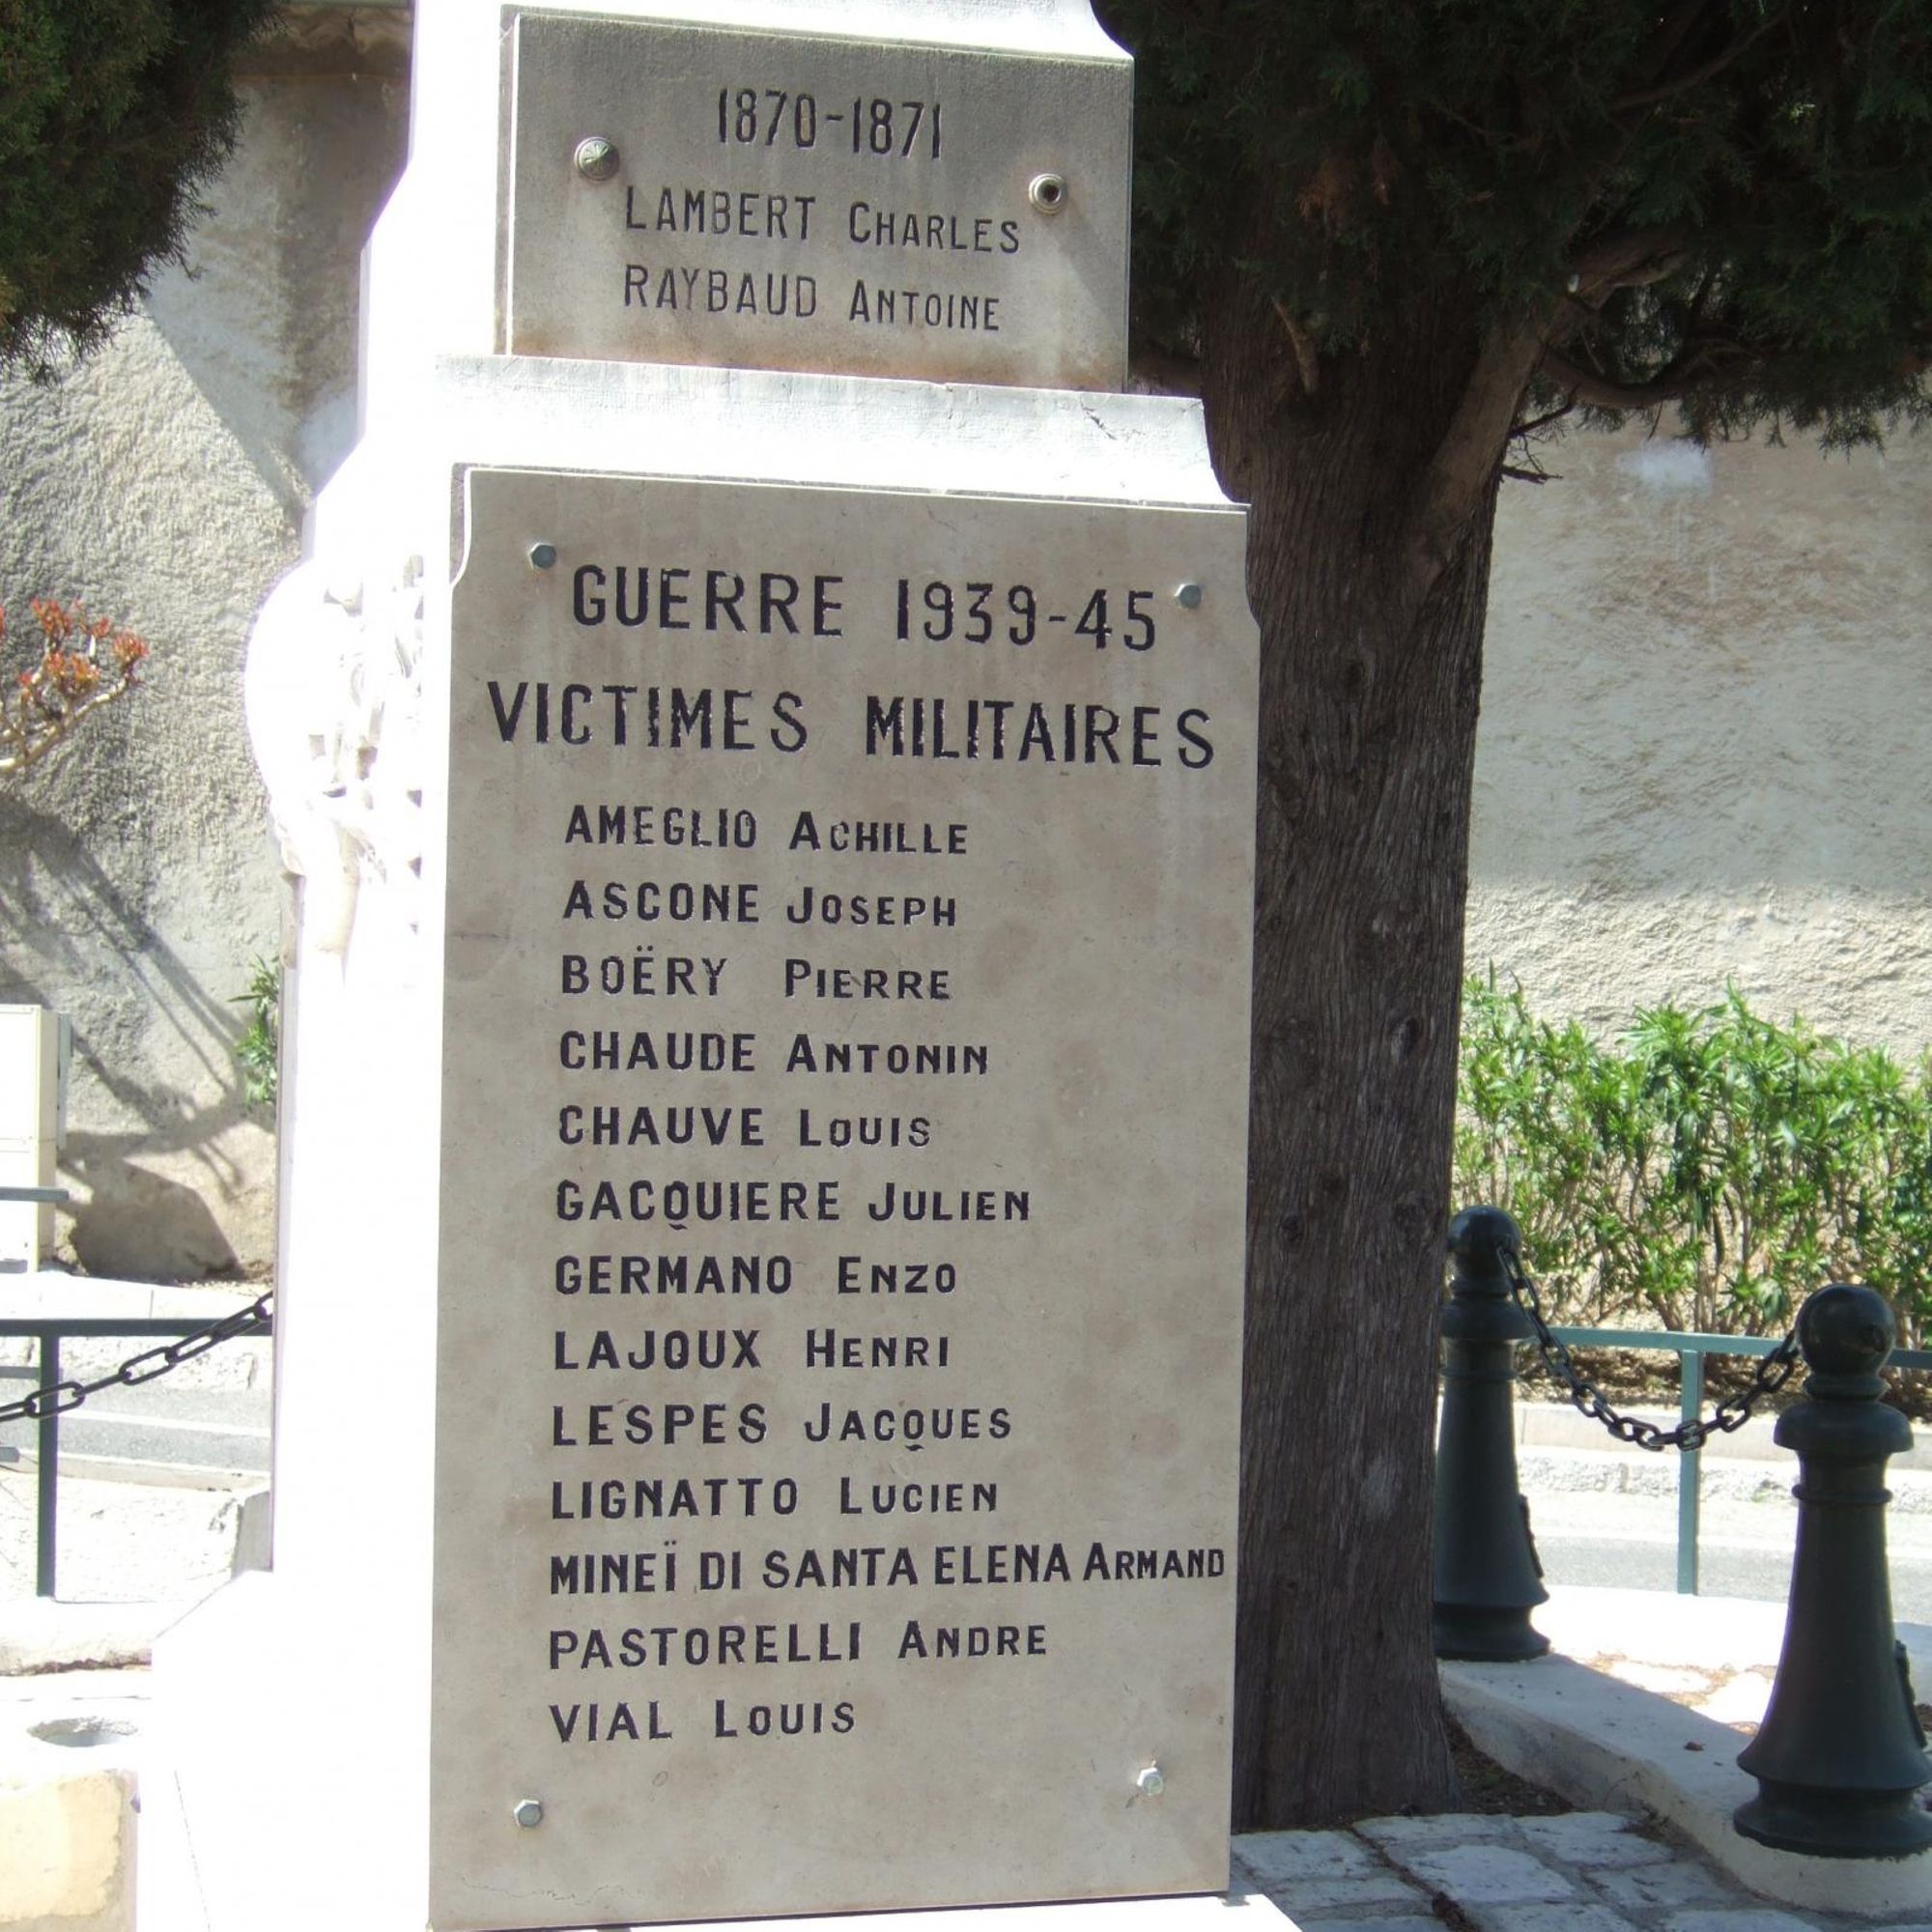 1870-1871
LAMBERT CHARLES
RAYBAUD ANTOINE
GUERRE 1939-45
VICTIMES MILITAIRES
AMEGLIO ACHILLE
ASCONE JOSEPH
BOËRY PIERRE
CHAUDE ANTONIN
CHAUVE LOUIS
GACQUIERE JULIEN
GERMANO ENZO
LAJOUX HENRI
LESPES JACQUES
LIGNATTO LUCIEN
MINEÏ DI SANTA ELENA ARMAND
PASTORELLI ANDRE
VIAL LOUIS